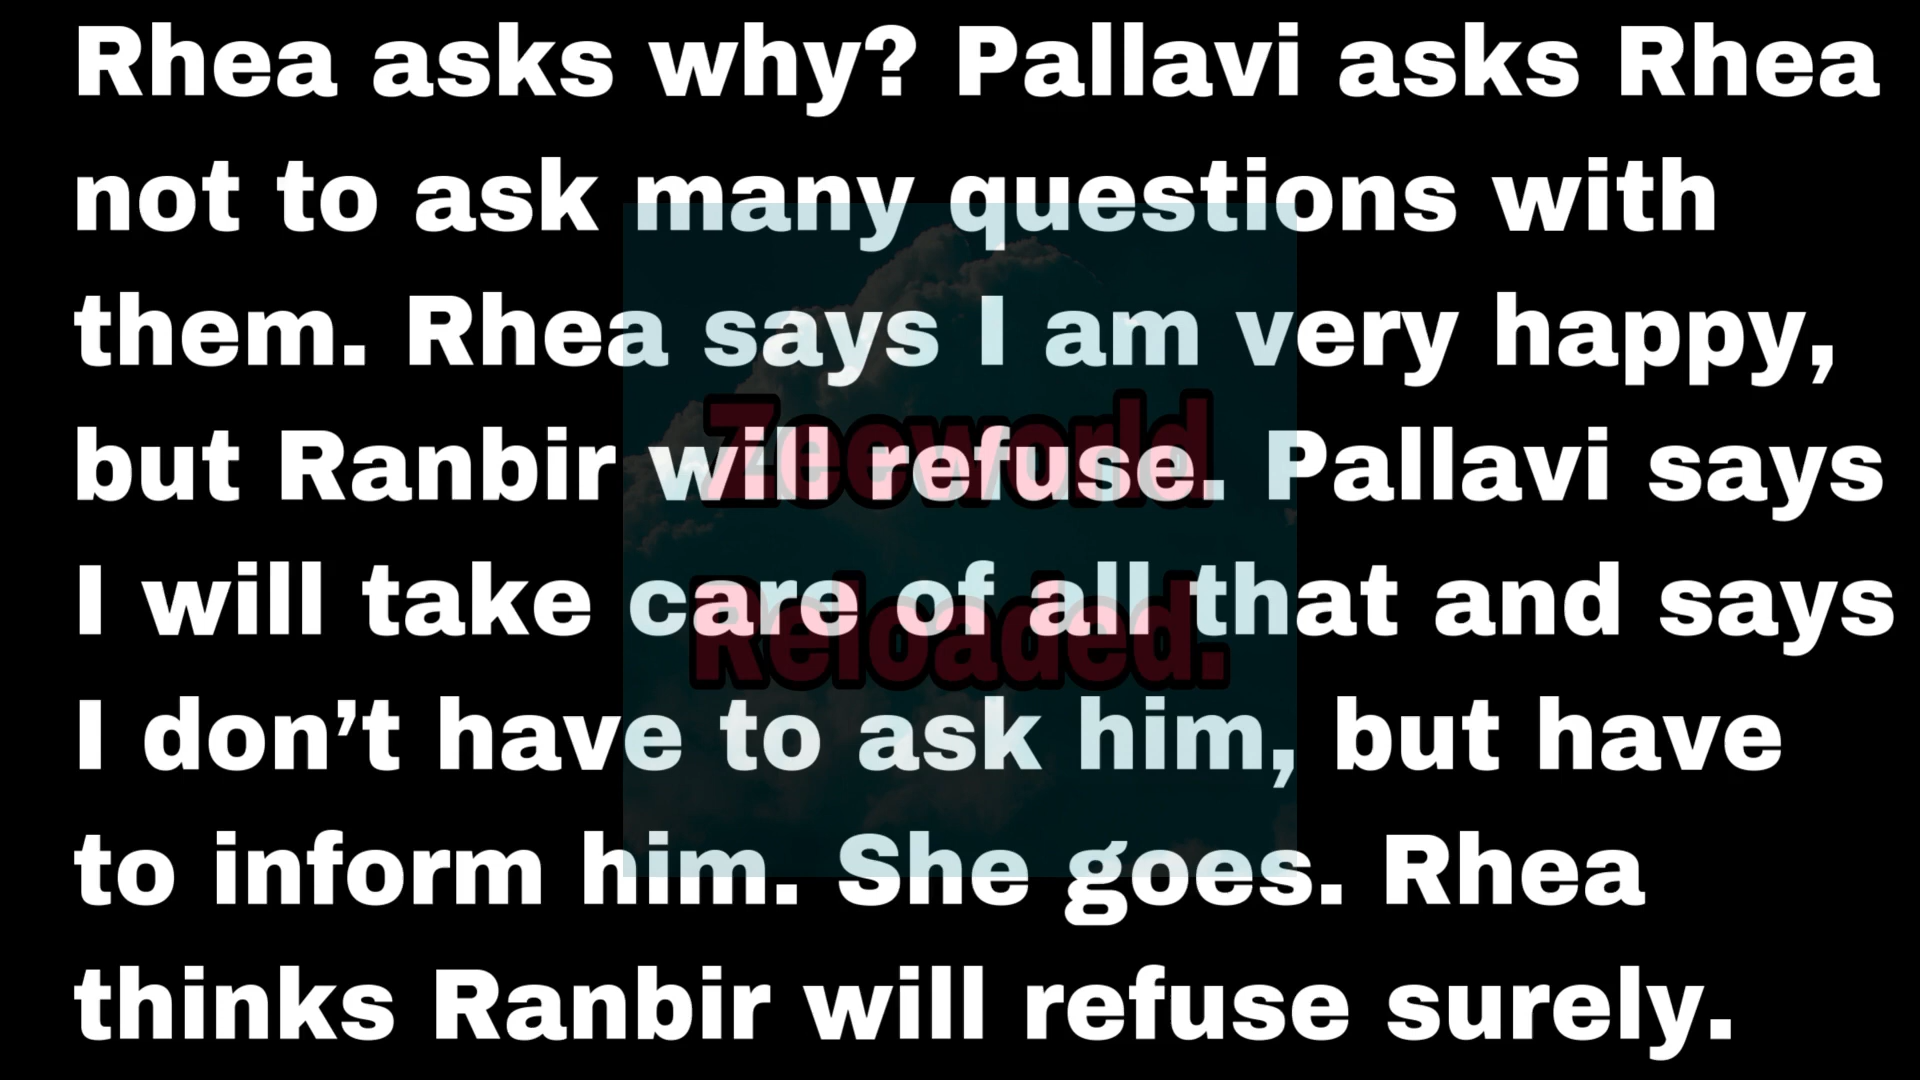 Rhea asks why? Pallavi asks Rhea
not to ask many questions with
them. Rhea says I am very happy,
but Ranbir will refuse. Pallavi says
I will take care of all that and says
I don’t have to ask him, but have
to inform him. She goes. Rhea
thinks Ranbir will refuse surely.
Zeeworld
Reloaded.